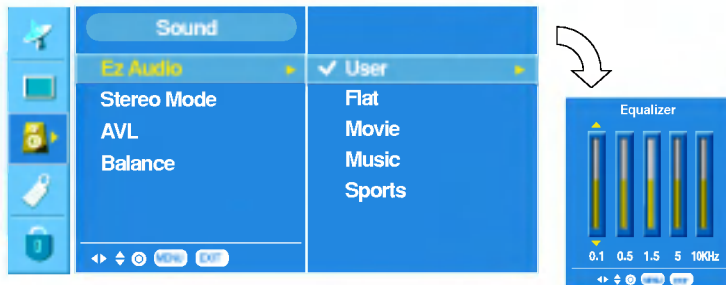 Sound
Ez Audio
Stereo Mode
AVL
Balance
MENU EXIT
User
Flat
Movie
Music
Sports
Equalizer
0.1 0.5 1.5 5 10KHz
MENU